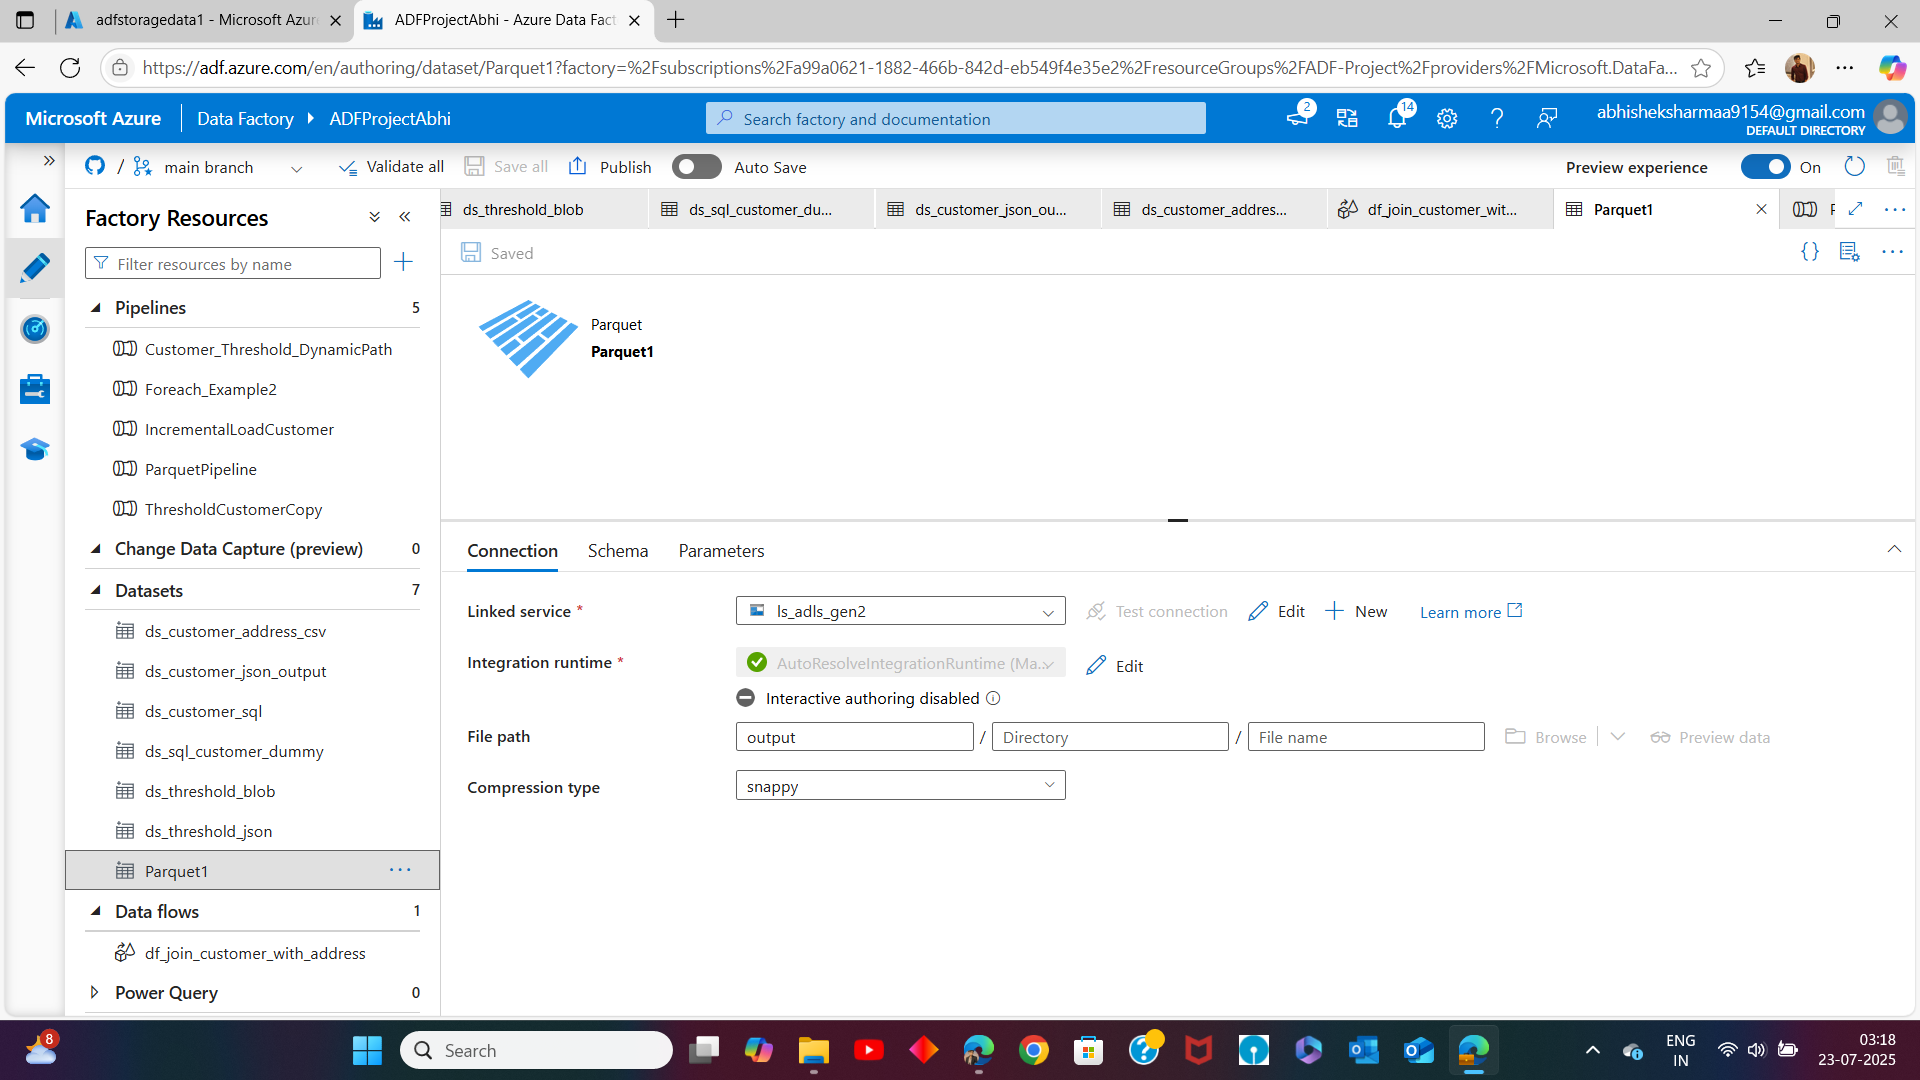 adfstoragedata1 - Microsoft Azure
ADFProjectAbhi - Azure Data Fact
https://adf.azure.com/en/authoring/dataset/Parquet1?factory=%2Fsubscriptions%2Fa99a0621-1882-466b-842d-eb549f4e35e2%2FresourceGroups%2FADF-Project%2Fproviders%2FMicrosoft.DataFa...
Microsoft Azure
Data Factory
ADFProjectAbhi
Search factory and documentation
2
14
abhisheksharmaa9154@gmail.com
DEFAULT DIRECTORY
/
main branch
Validate all
Save all
Publish
Auto Save
Preview experience
On
Factory Resources
Filter resources by name
Pipelines 5
Customer_Threshold_DynamicPath
Foreach_Example2
IncrementalLoadCustomer
ParquetPipeline
ThresholdCustomerCopy
Change Data Capture (preview) 0
Datasets 7
ds_customer_address_csv
ds_customer_json_output
ds_customer_sql
ds_sql_customer_dummy
ds_threshold_blob
ds_threshold_json
Parquet1
Data flows 1
df_join_customer_with_address
Power Query 0
ds_threshold_blob
ds_sql_customer_du...
ds_customer_json_ou...
ds_customer_addres...
df_join_customer_wit...
Parquet1
Saved
{}
Parquet
Parquet1
Connection
Schema
Parameters
Linked service *
ls_adls_gen2
Test connection
Edit
New
Learn more
Integration runtime *
AutoResolveIntegrationRuntime (Ma...
Edit
Interactive authoring disabled
File path
output / Directory / File name
Browse
Preview data
Compression type
snappy
8
Search
ENG
IN
03:18
23-07-2025